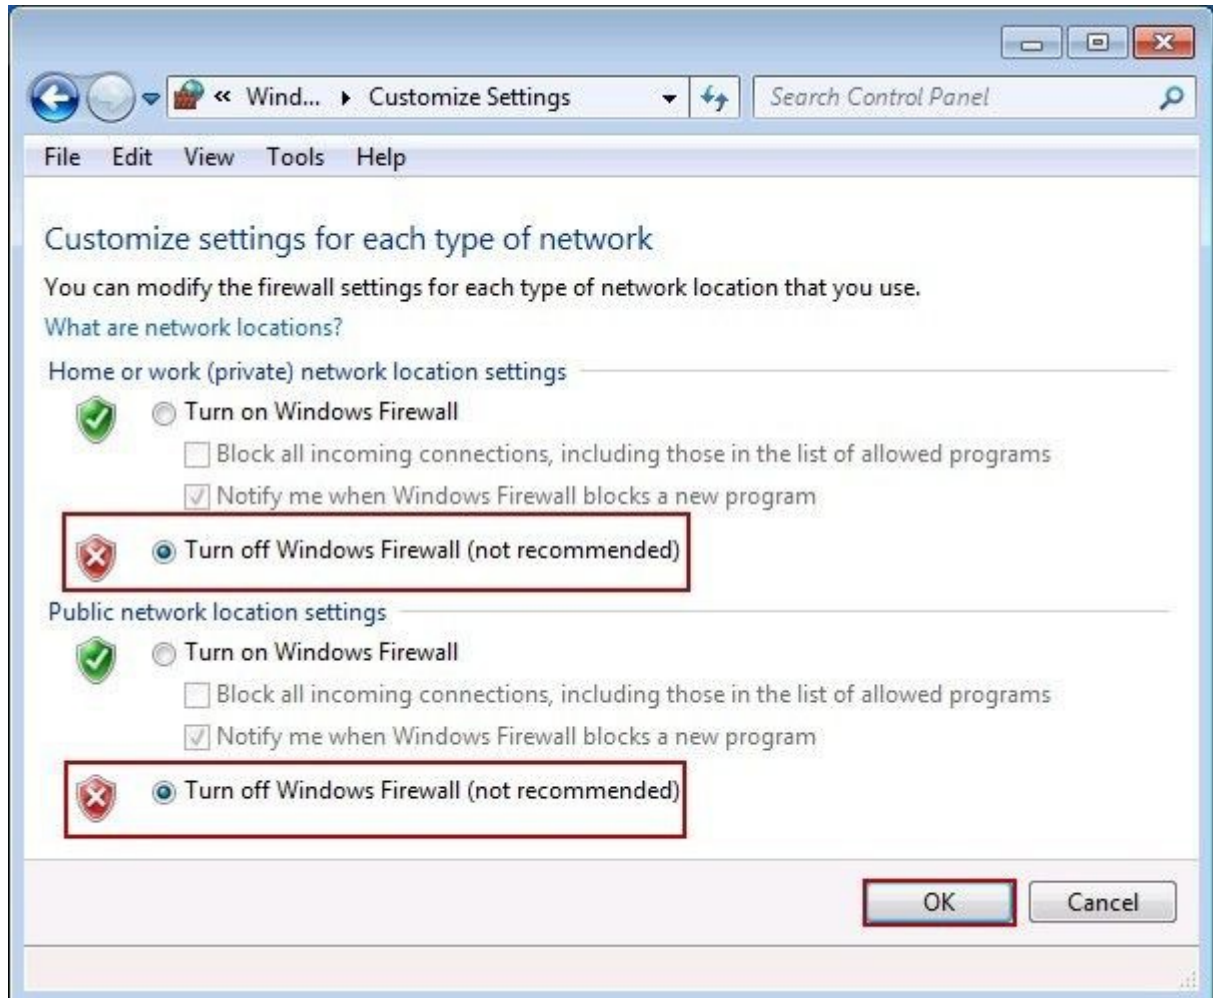 « Wind... ▸ Customize Settings
Search Control Panel
File Edit View Tools Help
Customize settings for each type of network
You can modify the firewall settings for each type of network location that you use.
What are network locations?
Home or work (private) network location settings
Turn on Windows Firewall
Block all incoming connections, including those in the list of allowed programs
Notify me when Windows Firewall blocks a new program
Turn off Windows Firewall (not recommended)
Public network location settings
Turn on Windows Firewall
Block all incoming connections, including those in the list of allowed programs
Notify me when Windows Firewall blocks a new program
Turn off Windows Firewall (not recommended)
OK Cancel